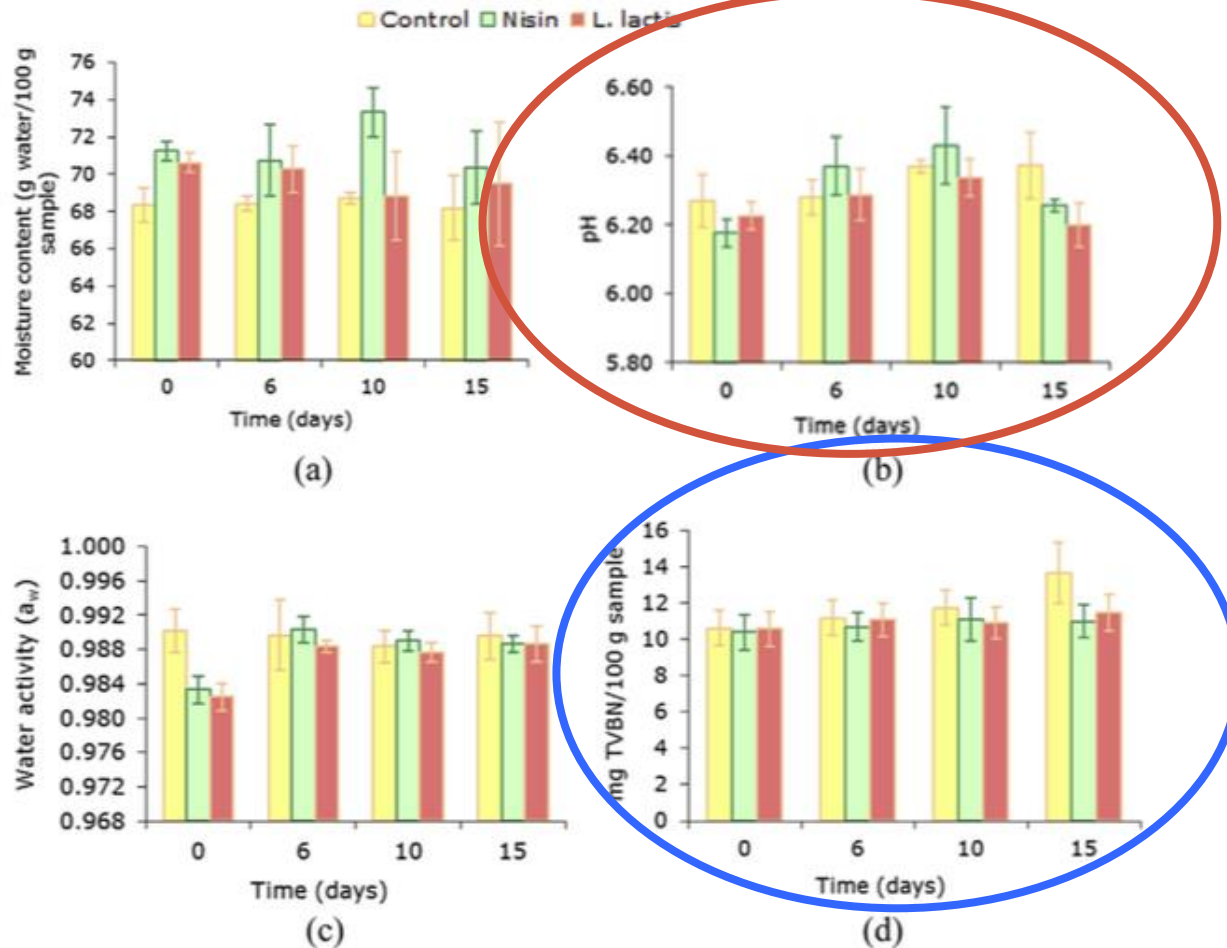 Control Nisin L. lactis
Moisture content (g water/100 g
sample)
76
74
72
70
68
66
64
62
60
0 6 10 15
Time (days)
(a)
pH
6.60
6.40
6.20
6.00
5.80
0 6 10 15
Time (days)
(b)
Water activity (aw)
1.000
0.996
0.992
0.988
0.984
0.980
0.976
0.972
0.968
0 6 10 15
Time (days)
(c)
mg TVBN/100 g sample
16
14
12
10
8
6
4
2
0
0 6 10 15
Time (days)
(d)